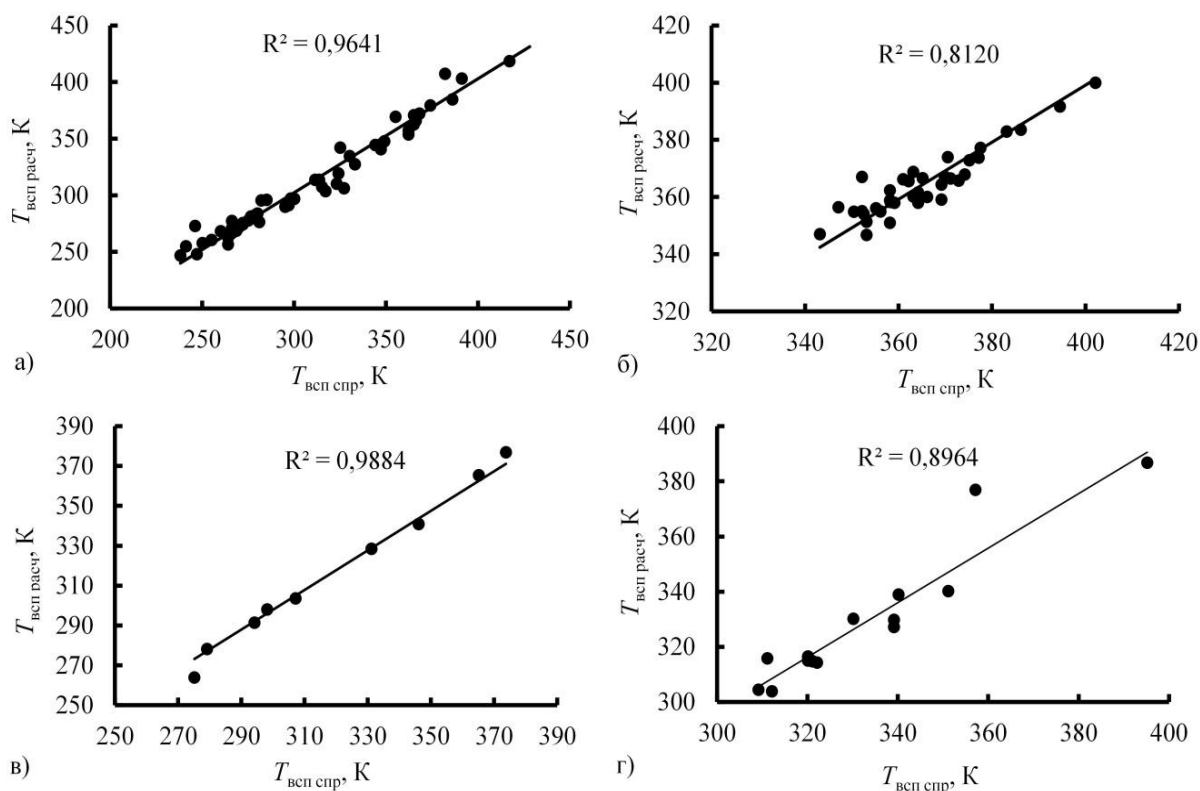 450
400
350
300
250
200
T всп расч, К
R² = 0,9641
200 250 300 350 400 450
T всп спр, К
а)
420
400
380
360
340
320
T всп расч, К
R² = 0,8120
320 340 360 380 400 420
T всп спр, К
б)
390
370
350
330
310
290
270
250
T всп расч, К
R² = 0,9884
250 270 290 310 330 350 370 390
T всп спр, К
в)
400
380
360
340
320
300
T всп расч, К
R² = 0,8964
300 320 340 360 380 400
T всп спр, К
г)